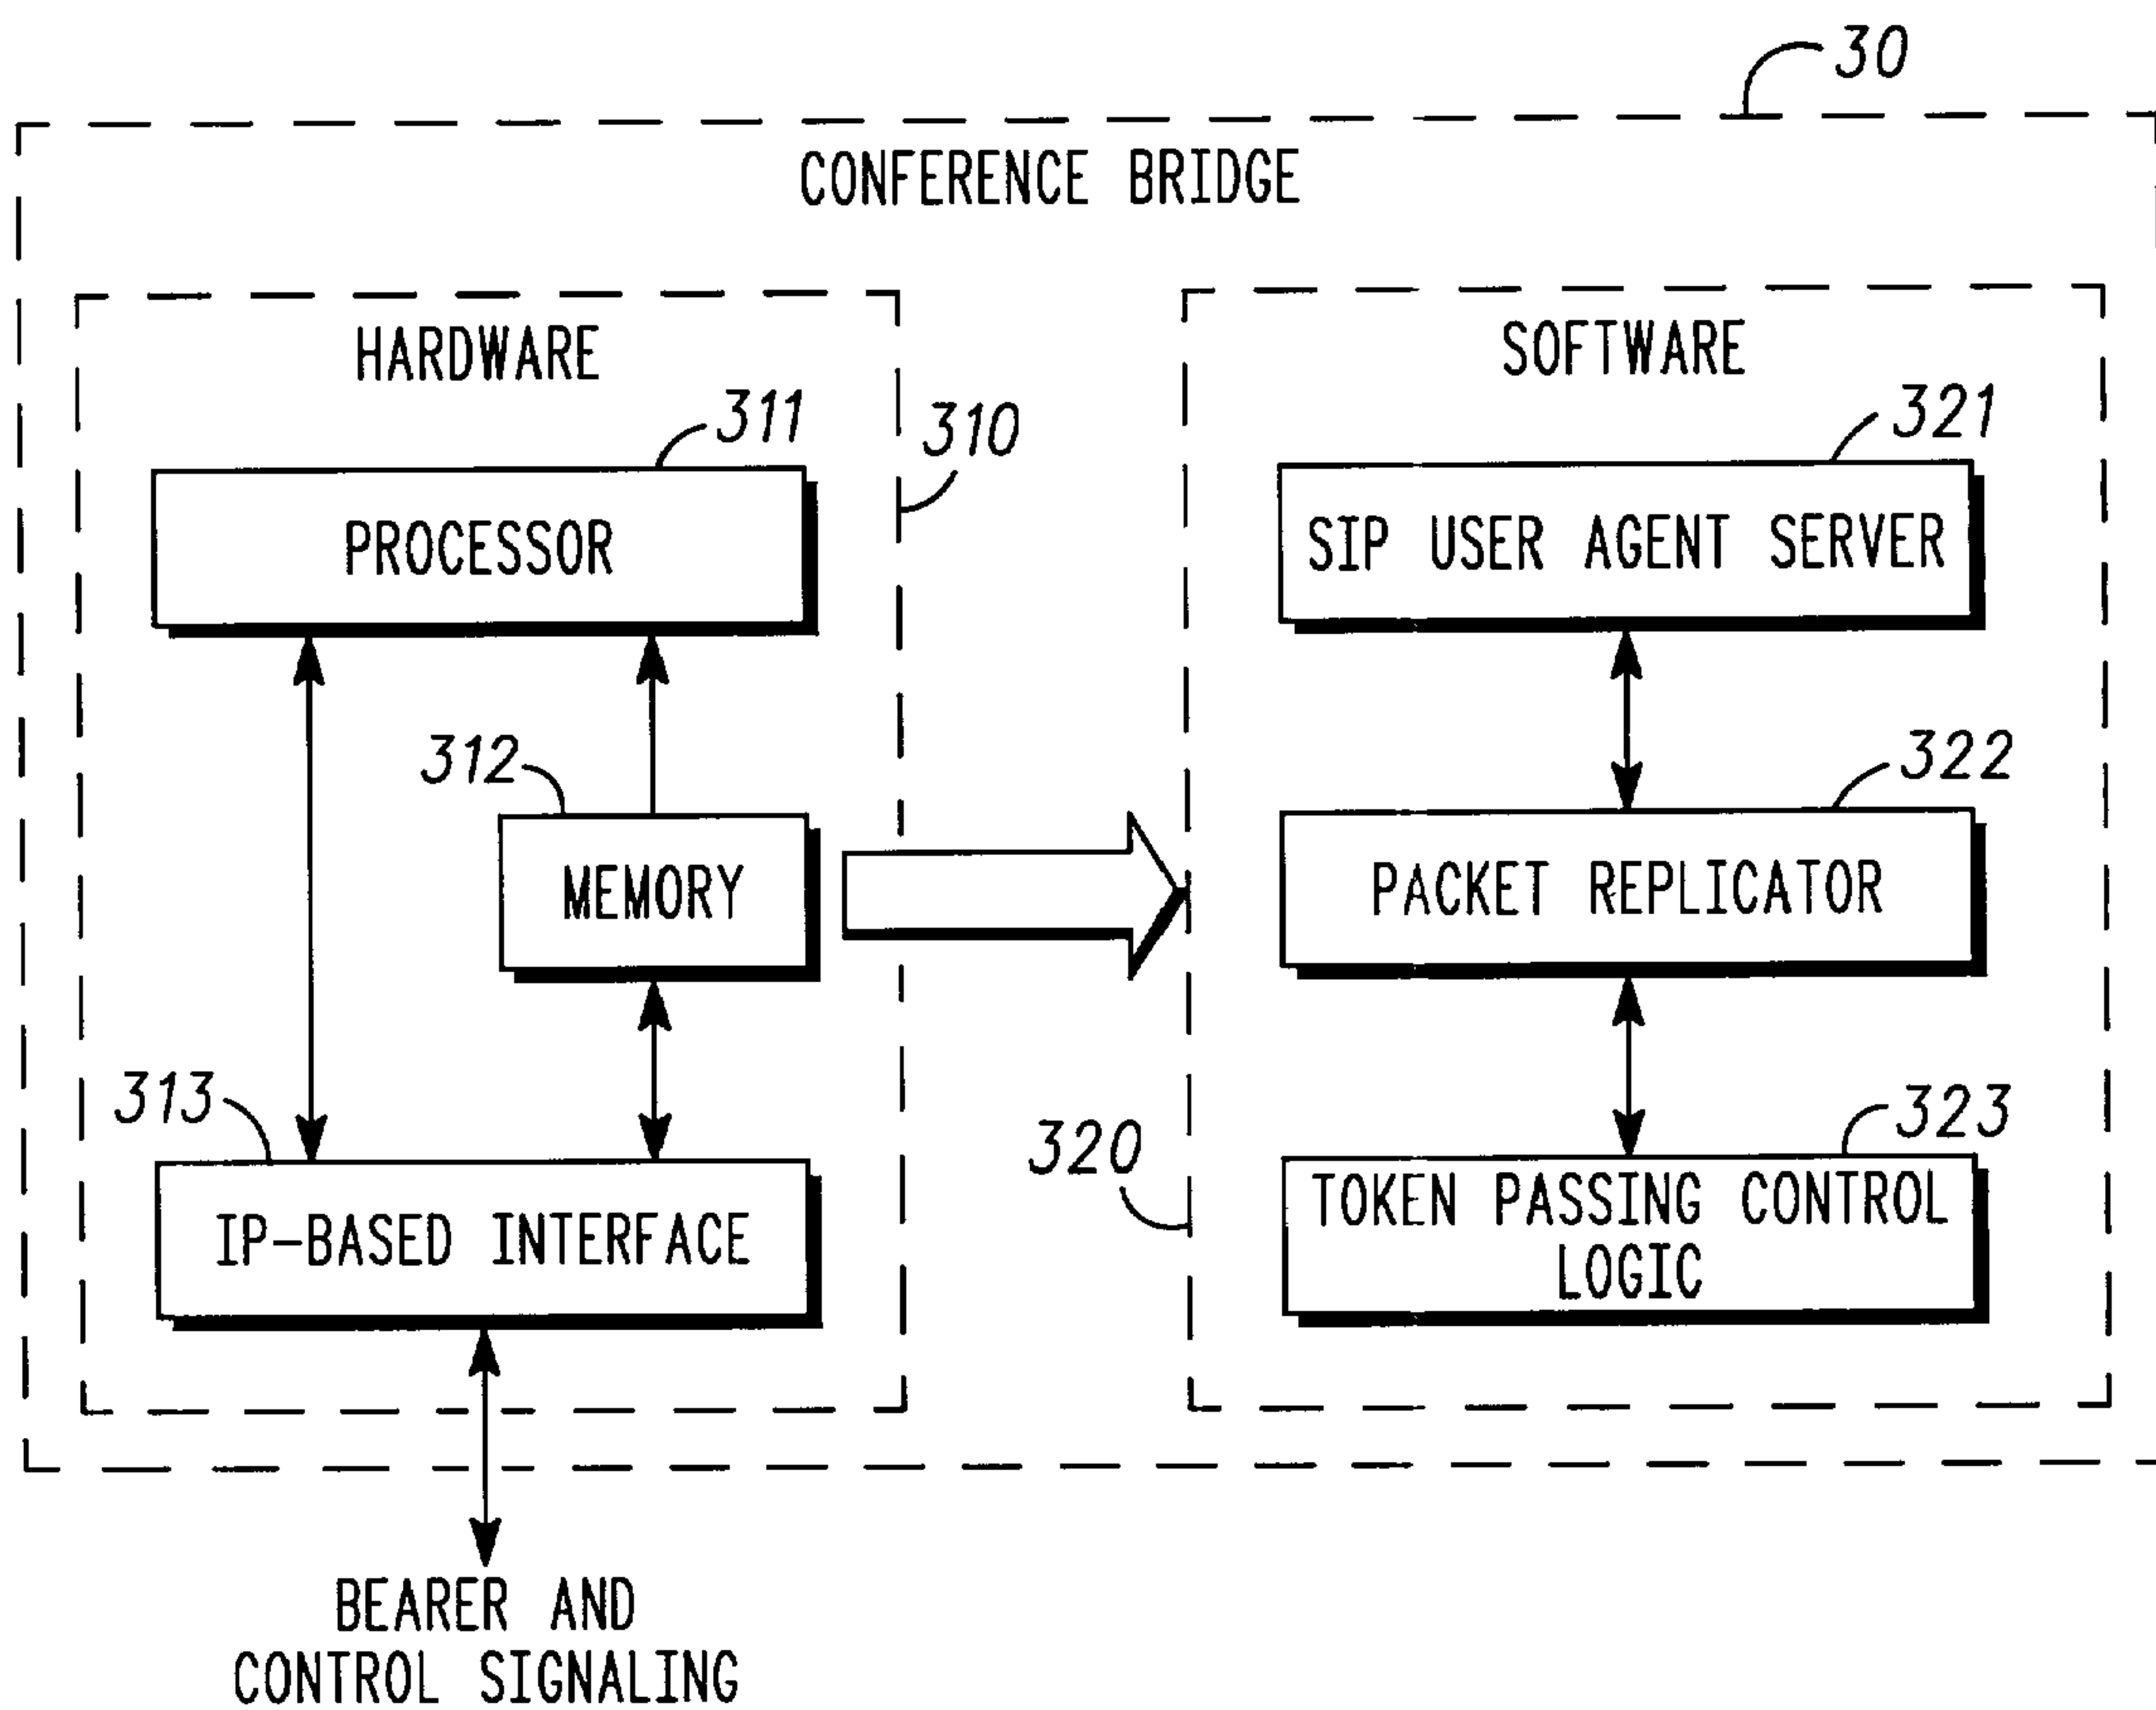 30
CONFERENCE BRIDGE
HARDWARE
SOFTWARE
311
310
321
PROCESSOR
SIP USER AGENT SERVER
312
322
MEMORY
PACKET REPLICATOR
313
320
323
IP-BASED INTERFACE
TOKEN PASSING CONTROL
LOGIC
BEARER AND
CONTROL SIGNALING